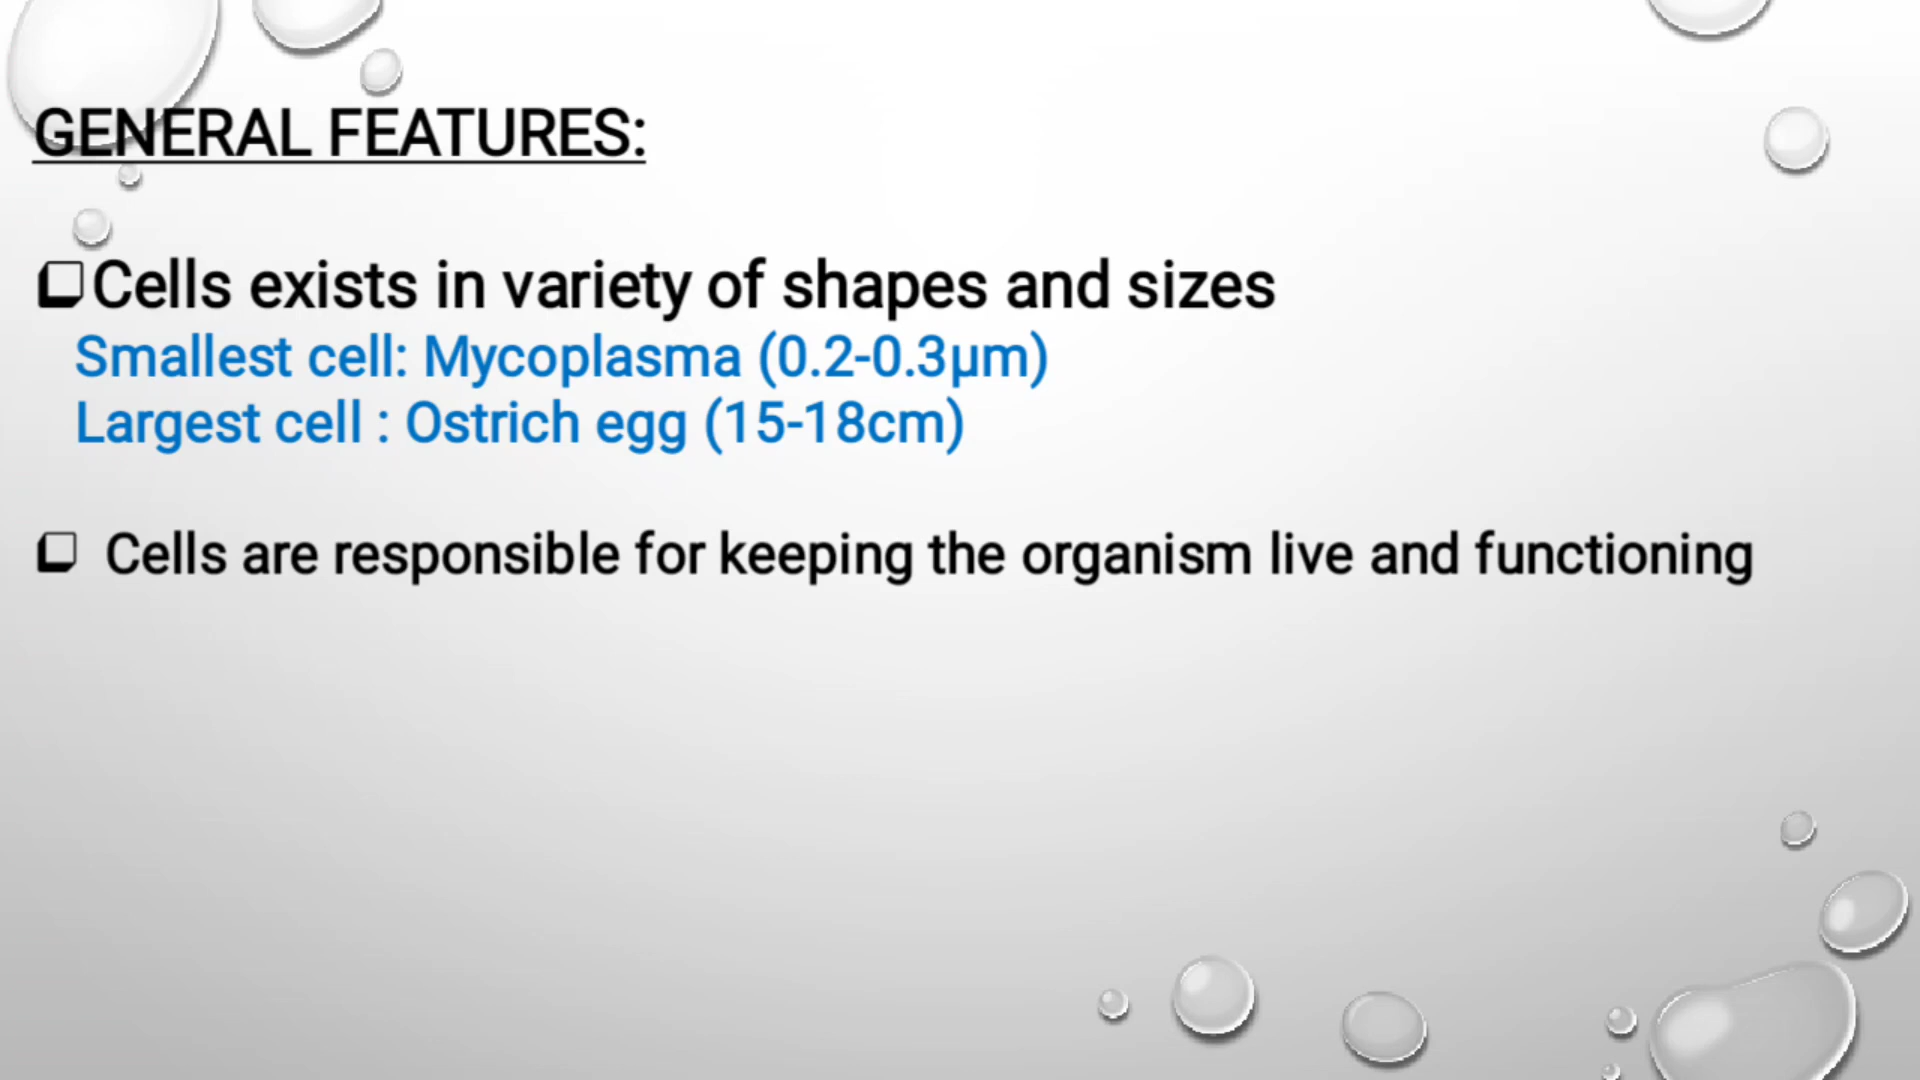 GENERAL FEATURES:
Cells exists in variety of shapes and sizes
Smallest cell: Mycoplasma (0.2-0.3µm)
Largest cell : Ostrich egg (15-18cm)
Cells are responsible for keeping the organism live and functioning